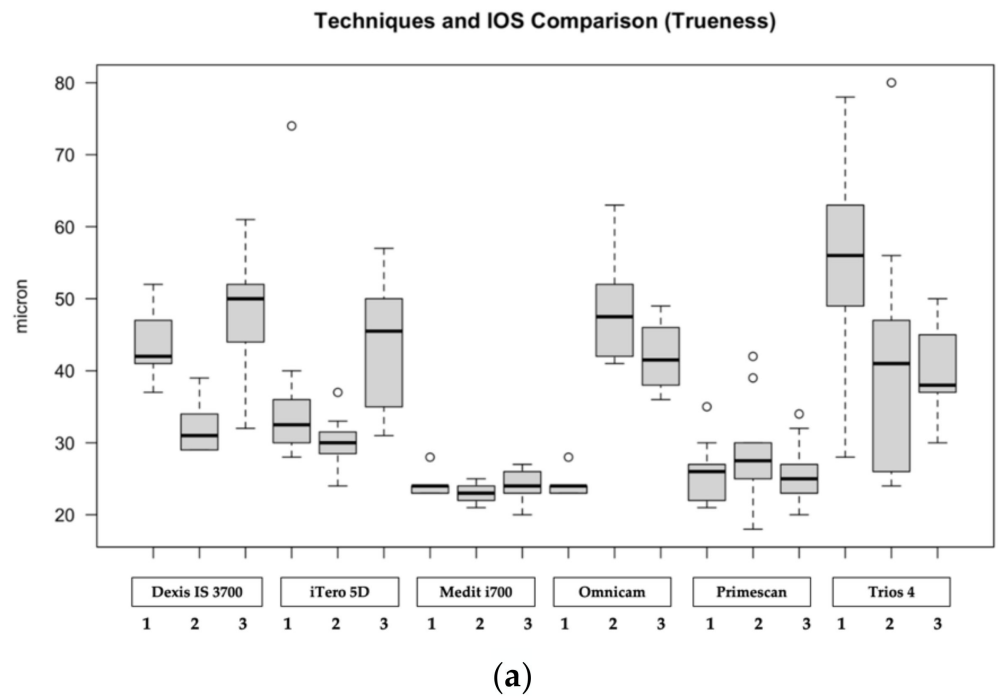 Techniques and IOS Comparison (Trueness)
80
70
60
50
40
30
20
micron
Dexis IS 3700 iTero 5D Medit i700 Omnicam Primescan Trios 4
1 2 3 1 2 3 1 2 3 1 2 3 1 2 3 1 2 3
(a)